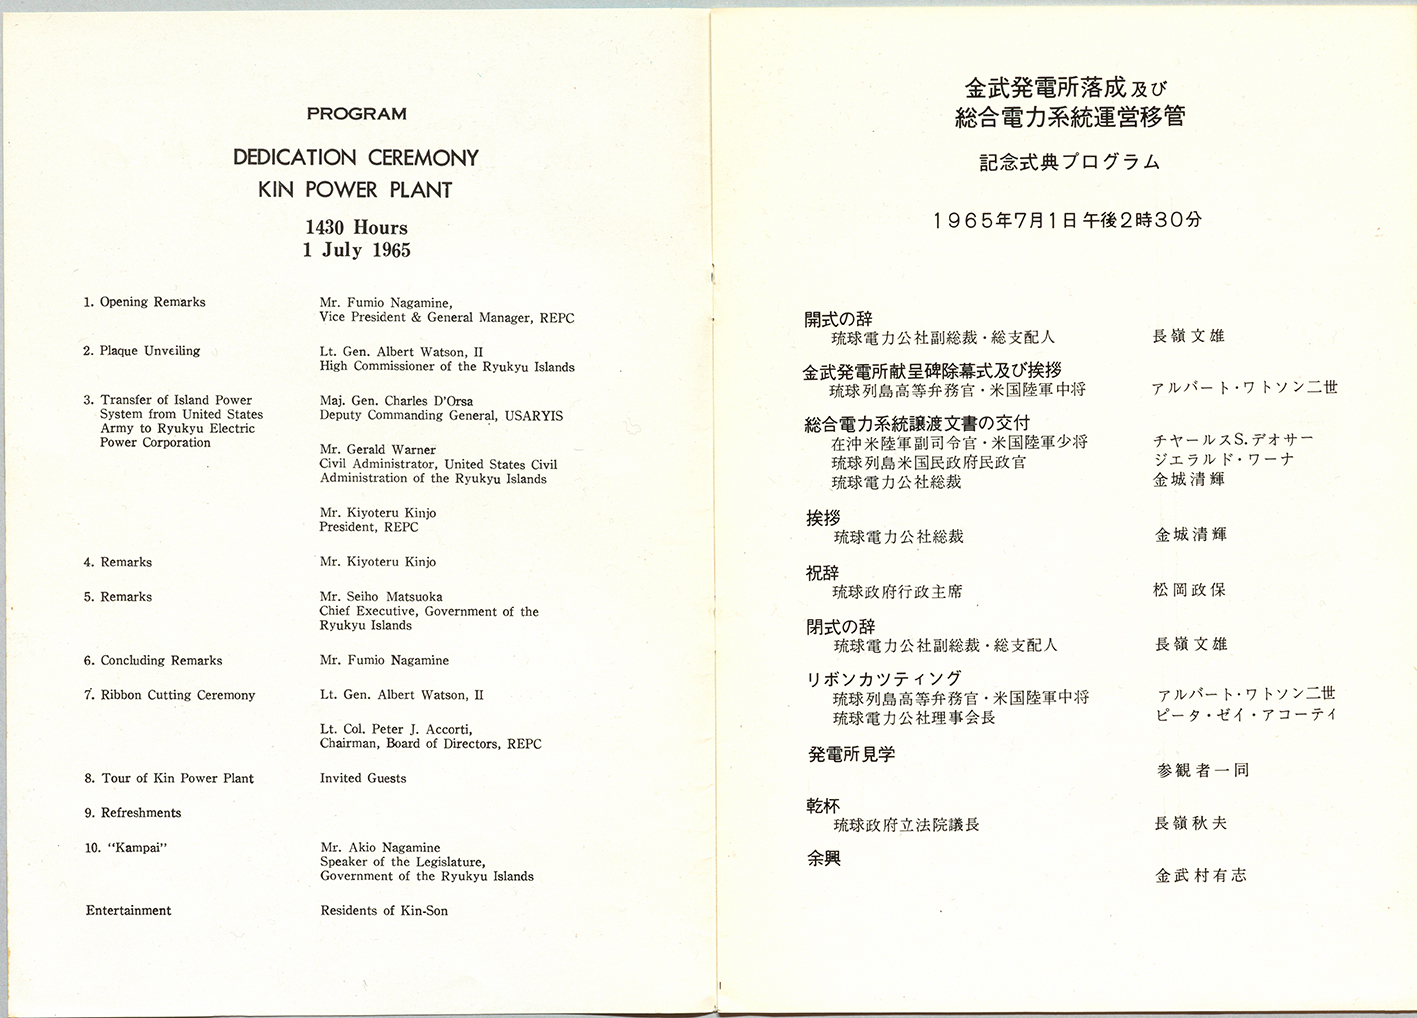 PROGRAM
DEDICATION CEREMONY
KIN POWER PLANT
1430 Hours
1 July 1965
1. Opening Remarks
Mr. Fumio Nagamine,
Vice President & General Manager, REPC
2. Plaque Unveiling
Lt. Gen. Albert Watson, II
High Commissioner of the Ryukyu Islands
3. Transfer of Island Power
System from United States
Army to Ryukyu Electric
Power Corporation
Maj. Gen. Charles D'Orsa
Deputy Commanding General, USARYIS
Mr. Gerald Warner
Civil Administrator, United States Civil
Administration of the Ryukyu Islands
Mr. Kiyoteru Kinjo
President, REPC
4. Remarks
Mr. Kiyoteru Kinjo
5. Remarks
Mr. Seiho Matsuoka
Chief Executive, Government of the
Ryukyu Islands
6. Concluding Remarks
Mr. Fumio Nagamine
7. Ribbon Cutting Ceremony
Lt. Gen. Albert Watson, II
Lt. Col. Peter J. Accorti,
Chairman, Board of Directors, REPC
8. Tour of Kin Power Plant
Invited Guests
9. Refreshments
10. "Kampai"
Mr. Akio Nagamine
Speaker of the Legislature,
Government of the Ryukyu Islands
Entertainment
Residents of Kin-Son
金武発電所落成及び
総合電力系統運営移管
記念式典プログラム
1965年7月1日午後2時30分
開式の辞
琉球電力公社副総裁・総支配人 長嶺文雄
金武発電所献呈碑除幕式及び挨拶
琉球列島高等弁務官・米国陸軍中将 アルバート・ワトソン二世
総合電力系統譲渡文書の交付
在沖米陸軍副司令官・米国陸軍少将 チヤールスS.デオサー
琉球列島米国民政府民政官 ジエラルド・ワーナ
琉球電力公社総裁 金城清輝
挨拶
琉球電力公社総裁 金城清輝
祝辞
琉球政府行政主席 松岡政保
閉式の辞
琉球電力公社副総裁・総支配人 長嶺文雄
リボンカツティング
琉球列島高等弁務官・米国陸軍中将 アルバート・ワトソン二世
琉球電力公社理事会長 ピータ・ゼイ・アコーティ
発電所見学
参観者一同
乾杯
琉球政府立法院議長 長嶺秋夫
余興
金武村有志